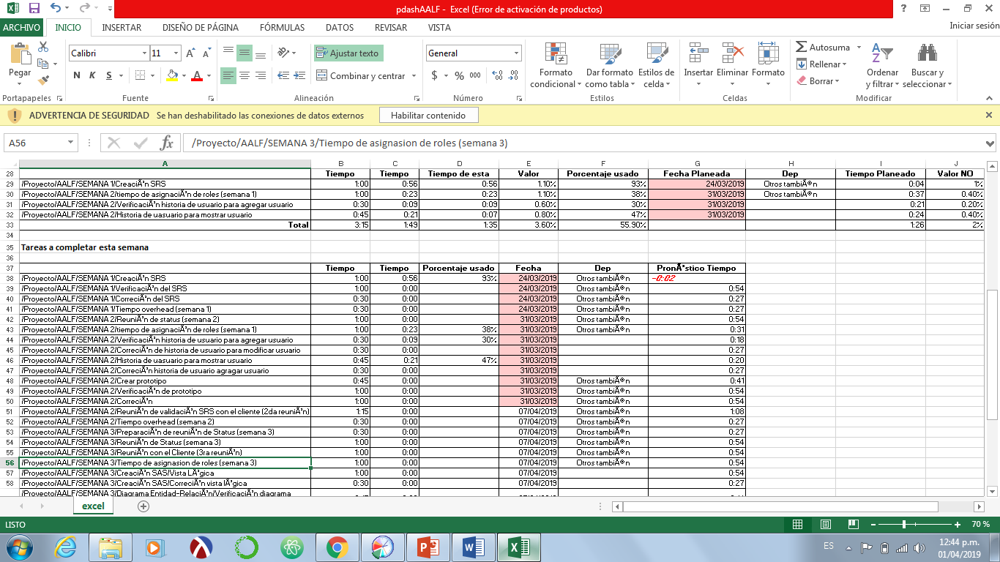 pdashAALF - Excel (Error de activación de productos)
ARCHIVO INICIO INSERTAR DISEÑO DE PÁGINA FÓRMULAS DATOS REVISAR VISTA Iniciar sesión
Pegar Calibri 11 Ajustar texto General Autosuma
N K S Combinar y centrar $ % 000 Formato condicional Dar formato como tabla Estilos de celda Insertar Eliminar Formato Rellenar Borrar Ordenar y filtrar Buscar y seleccionar
Portapapeles Fuente Alineación Número Estilos Celdas Modificar
ADVERTENCIA DE SEGURIDAD Se han deshabilitado las conexiones de datos externos Habilitar contenido
A56 fx /Proyecto/AALF/SEMANA 3/Tiempo de asignasion de roles (semana 3)
A B C D E F G H I J
28 Tiempo Tiempo Tiempo de esta Valor Porcentaje usado Fecha Planeada Dep Tiempo Planeado Valor NO
29 /Proyecto/AALF/SEMANA 1/CreaciÃ³n SRS 1:00 0:56 0:56 1.10% 93% 24/03/2019 Otros tambiÃ©n 0:04 1%
30 /Proyecto/AALF/SEMANA 2/tiempo de asignaciÃ³n de roles (semana 1) 1:00 0:23 0:23 1.10% 38% 31/03/2019 Otros tambiÃ©n 0:37 0.40%
31 /Proyecto/AALF/SEMANA 2/VerificaciÃ³n historia de usuario para agregar usuario 0:30 0:09 0:09 0.60% 30% 31/03/2019 0:21 0.20%
32 /Proyecto/AALF/SEMANA 2/Historia de uasuario para mostrar usuario 0:45 0:21 0:07 0.80% 47% 31/03/2019 0:24 0.40%
33 Total 3:15 1:49 1:35 3.60% 55.90% 1:26 2%
34
35 Tareas a completar esta semana
36
37 Tiempo Tiempo Porcentaje usado Fecha Dep PronÃ³stico Tiempo
38 /Proyecto/AALF/SEMANA 1/CreaciÃ³n SRS 1:00 0:56 93% 24/03/2019 Otros tambiÃ©n -0:02
39 /Proyecto/AALF/SEMANA 1/VerificaciÃ³n del SRS 1:00 0:00 24/03/2019 Otros tambiÃ©n 0:54
40 /Proyecto/AALF/SEMANA 1/CorreciÃ³n del SRS 0:30 0:00 24/03/2019 Otros tambiÃ©n 0:27
41 /Proyecto/AALF/SEMANA 1/Tiempo overhead (semana 1) 0:30 0:00 24/03/2019 Otros tambiÃ©n 0:27
42 /Proyecto/AALF/SEMANA 2/ReuniÃ³n de status (semana 2) 1:00 0:00 31/03/2019 Otros tambiÃ©n 0:54
43 /Proyecto/AALF/SEMANA 2/tiempo de asignaciÃ³n de roles (semana 1) 1:00 0:23 38% 31/03/2019 Otros tambiÃ©n 0:31
44 /Proyecto/AALF/SEMANA 2/VerificaciÃ³n historia de usuario para agregar usuario 0:30 0:09 30% 31/03/2019 0:18
45 /Proyecto/AALF/SEMANA 2/CorreciÃ³n de historia de usuario para modificar usuario 0:30 0:00 31/03/2019 0:27
46 /Proyecto/AALF/SEMANA 2/Historia de uasuario para mostrar usuario 0:45 0:21 47% 31/03/2019 0:20
47 /Proyecto/AALF/SEMANA 2/CorreciÃ³n historia de usuario agragar usuario 0:30 0:00 31/03/2019 0:27
48 /Proyecto/AALF/SEMANA 2/Crear prototipo 0:45 0:00 31/03/2019 Otros tambiÃ©n 0:41
49 /Proyecto/AALF/SEMANA 2/VerificaciÃ³n de prototipo 1:00 0:00 31/03/2019 Otros tambiÃ©n 0:54
50 /Proyecto/AALF/SEMANA 2/CorreciÃ³n 1:00 0:00 31/03/2019 Otros tambiÃ©n 0:54
51 /Proyecto/AALF/SEMANA 2/ReuniÃ³n de validaciÃ³n SRS con el cliente (2da reuniÃ³n) 1:15 0:00 07/04/2019 Otros tambiÃ©n 1:08
52 /Proyecto/AALF/SEMANA 2/Tiempo overhead (semana 2) 0:30 0:00 07/04/2019 Otros tambiÃ©n 0:27
53 /Proyecto/AALF/SEMANA 3/PreparaciÃ³n de reuniÃ³n de Status (semana 3) 0:30 0:00 07/04/2019 Otros tambiÃ©n 0:27
54 /Proyecto/AALF/SEMANA 3/ReuniÃ³n de Status (semana 3) 1:00 0:00 07/04/2019 Otros tambiÃ©n 0:54
55 /Proyecto/AALF/SEMANA 3/ReuniÃ³n con el Cliente (3ra reuniÃ³n) 1:00 0:00 07/04/2019 Otros tambiÃ©n 0:54
56 /Proyecto/AALF/SEMANA 3/Tiempo de asignasion de roles (semana 3) 1:00 0:00 07/04/2019 Otros tambiÃ©n 0:54
57 /Proyecto/AALF/SEMANA 3/CreaciÃ³n SAS/Vista LÃ³gica 1:00 0:00 07/04/2019 0:54
58 /Proyecto/AALF/SEMANA 3/CreaciÃ³n SAS/CorreciÃ³n vista lÃ³gica 0:30 0:00 07/04/2019 0:27
/Proyecto/AALF/SEMANA 3/Diagrama Entidad-RelaciÃ³n/VerificaciÃ³n diagrama
excel
LISTO 70 %
ES 12:44 p.m.
01/04/2019